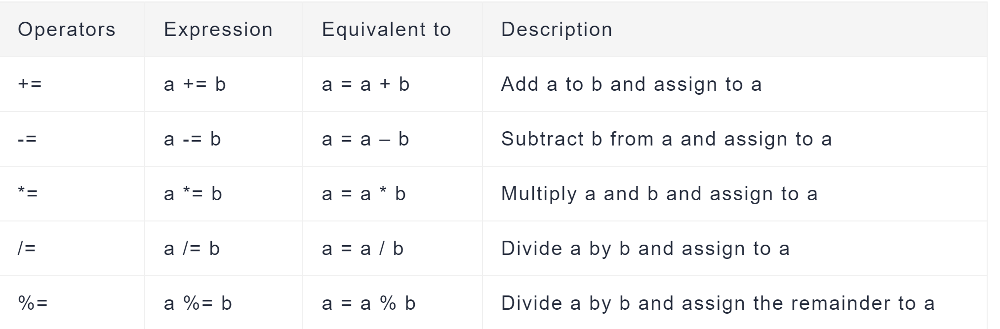 Operators Expression Equivalent to Description
+= a += b a = a + b Add a to b and assign to a
-= a -= b a = a – b Subtract b from a and assign to a
*= a *= b a = a * b Multiply a and b and assign to a
/= a /= b a = a / b Divide a by b and assign to a
%= a %= b a = a % b Divide a by b and assign the remainder to a